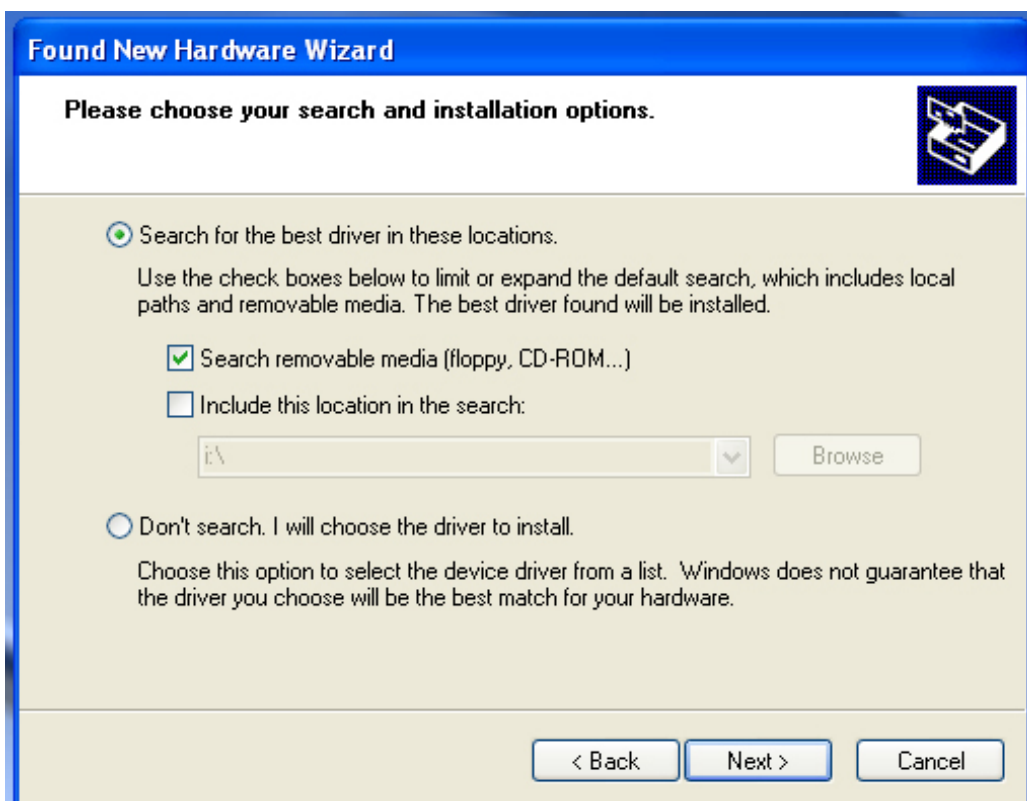 Found New Hardware Wizard
Please choose your search and installation options.
Search for the best driver in these locations.
Use the check boxes below to limit or expand the default search, which includes local
paths and removable media. The best driver found will be installed.
Search removable media (floppy, CD-ROM...)
Include this location in the search:
i:\
Browse
Don't search. I will choose the driver to install.
Choose this option to select the device driver from a list.  Windows does not guarantee that
the driver you choose will be the best match for your hardware.
< Back
Next >
Cancel